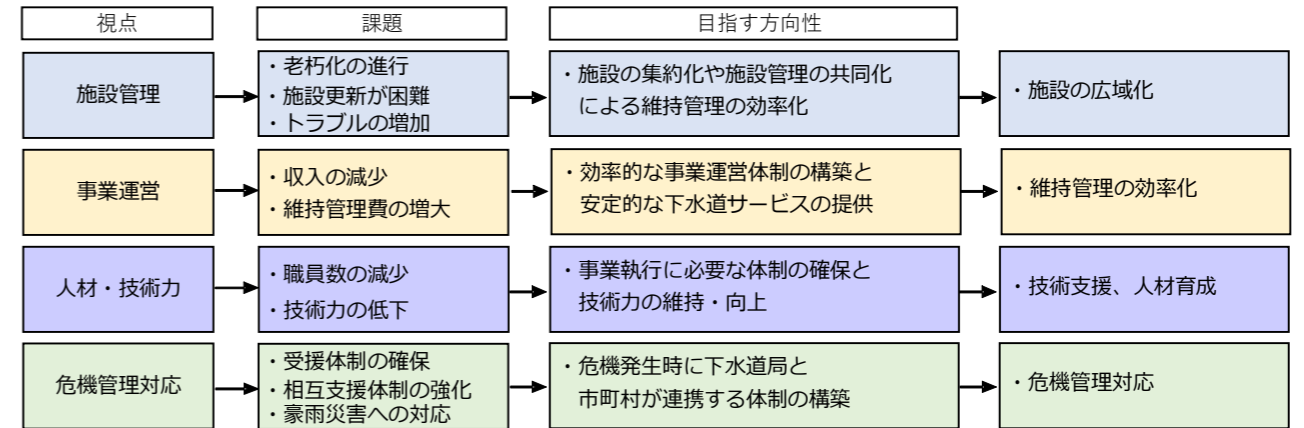 視点
課題
目指す方向性
施設管理
・老朽化の進行
・施設更新が困難
・トラブルの増加
・施設の集約化や施設管理の共同化
による維持管理の効率化
・施設の広域化
事業運営
・収入の減少
・維持管理費の増大
・効率的な事業運営体制の構築と
安定的な下水道サービスの提供
・維持管理の効率化
人材・技術力
・職員数の減少
・技術力の低下
・事業執行に必要な体制の確保と
技術力の維持・向上
・技術支援、人材育成
危機管理対応
・受援体制の確保
・相互支援体制の強化
・豪雨災害への対応
・危機発生時に下水道局と
市町村が連携する体制の構築
・危機管理対応